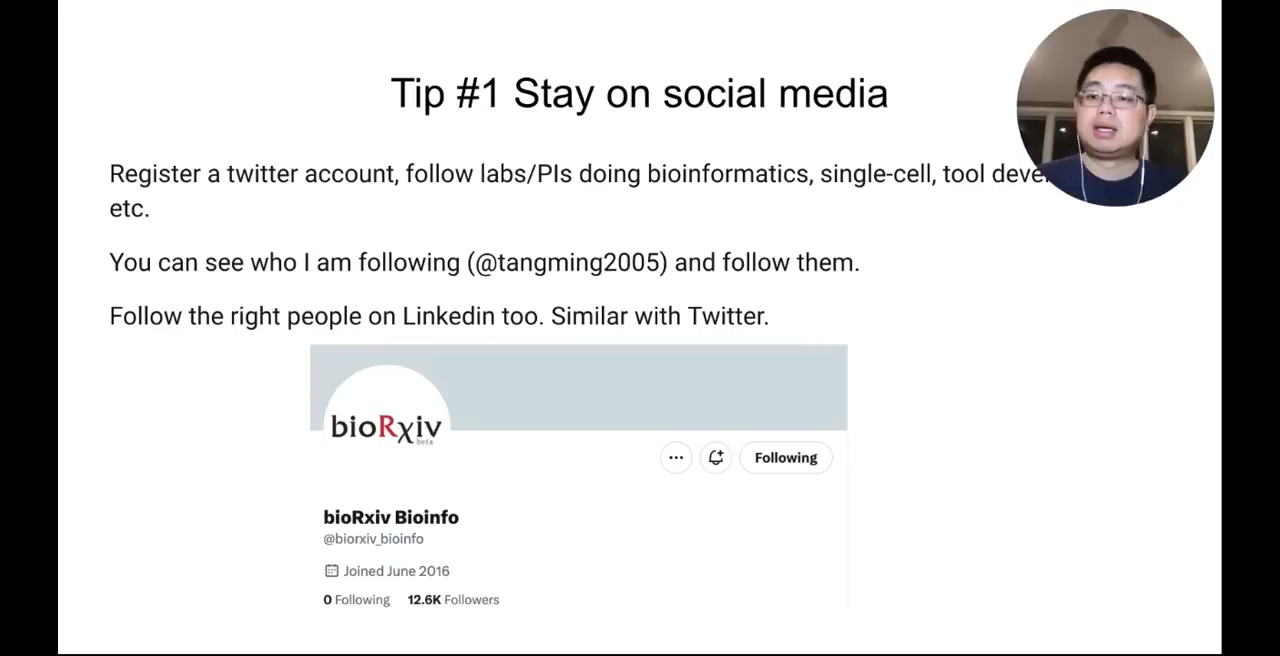 Tip #1 Stay on social media
Register a twitter account, follow labs/PIs doing bioinformatics, single-cell, tool
etc.
You can see who I am following (@tangming2005) and follow them.
Follow the right people on Linkedin too. Similar with Twitter.
bioRxiv
beta
Following
bioRxiv Bioinfo
@biorxiv_bioinfo
Joined June 2016
0 Following 12.6K Followers